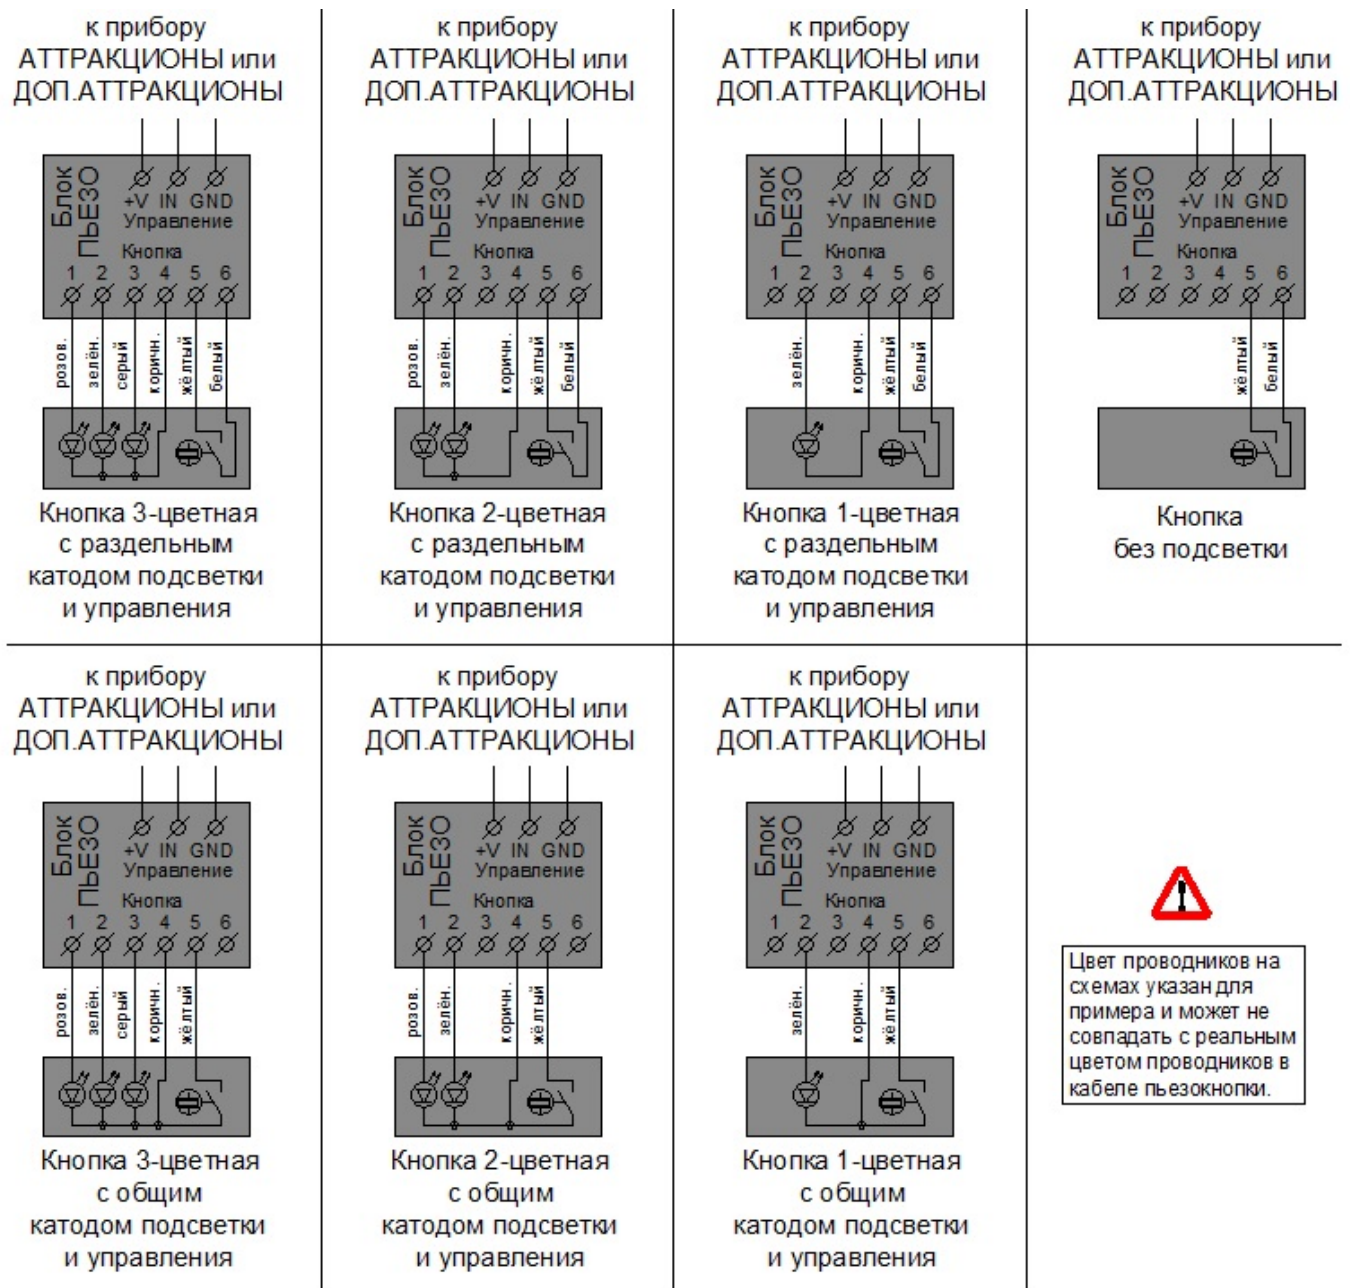 к прибору
АТТРАКЦИОНЫ или
ДОП.АТТРАКЦИОНЫ
Блок
ПЬЕЗО
+V IN GND
Управление
Кнопка
1 2 3 4 5 6
розов.
зелён.
серый
коричн.
жёлтый
белый
Кнопка 3-цветная
с раздельным
катодом подсветки
и управления
к прибору
АТТРАКЦИОНЫ или
ДОП.АТТРАКЦИОНЫ
Блок
ПЬЕЗО
+V IN GND
Управление
Кнопка
1 2 3 4 5 6
розов.
зелён.
коричн.
жёлтый
белый
Кнопка 2-цветная
с раздельным
катодом подсветки
и управления
к прибору
АТТРАКЦИОНЫ или
ДОП.АТТРАКЦИОНЫ
Блок
ПЬЕЗО
+V IN GND
Управление
Кнопка
1 2 3 4 5 6
зелён.
коричн.
жёлтый
белый
Кнопка 1-цветная
с раздельным
катодом подсветки
и управления
к прибору
АТТРАКЦИОНЫ или
ДОП.АТТРАКЦИОНЫ
Блок
ПЬЕЗО
+V IN GND
Управление
Кнопка
1 2 3 4 5 6
жёлтый
белый
Кнопка
без подсветки
к прибору
АТТРАКЦИОНЫ или
ДОП.АТТРАКЦИОНЫ
Блок
ПЬЕЗО
+V IN GND
Управление
Кнопка
1 2 3 4 5 6
розов.
зелён.
серый
коричн.
жёлтый
Кнопка 3-цветная
с общим
катодом подсветки
и управления
к прибору
АТТРАКЦИОНЫ или
ДОП.АТТРАКЦИОНЫ
Блок
ПЬЕЗО
+V IN GND
Управление
Кнопка
1 2 3 4 5 6
розов.
зелён.
коричн.
жёлтый
Кнопка 2-цветная
с общим
катодом подсветки
и управления
к прибору
АТТРАКЦИОНЫ или
ДОП.АТТРАКЦИОНЫ
Блок
ПЬЕЗО
+V IN GND
Управление
Кнопка
1 2 3 4 5 6
зелён.
коричн.
жёлтый
Кнопка 1-цветная
с общим
катодом подсветки
и управления
Цвет проводников на
схемах указан для
примера и может не
совпадать с реальным
цветом проводников в
кабеле пьезокнопки.